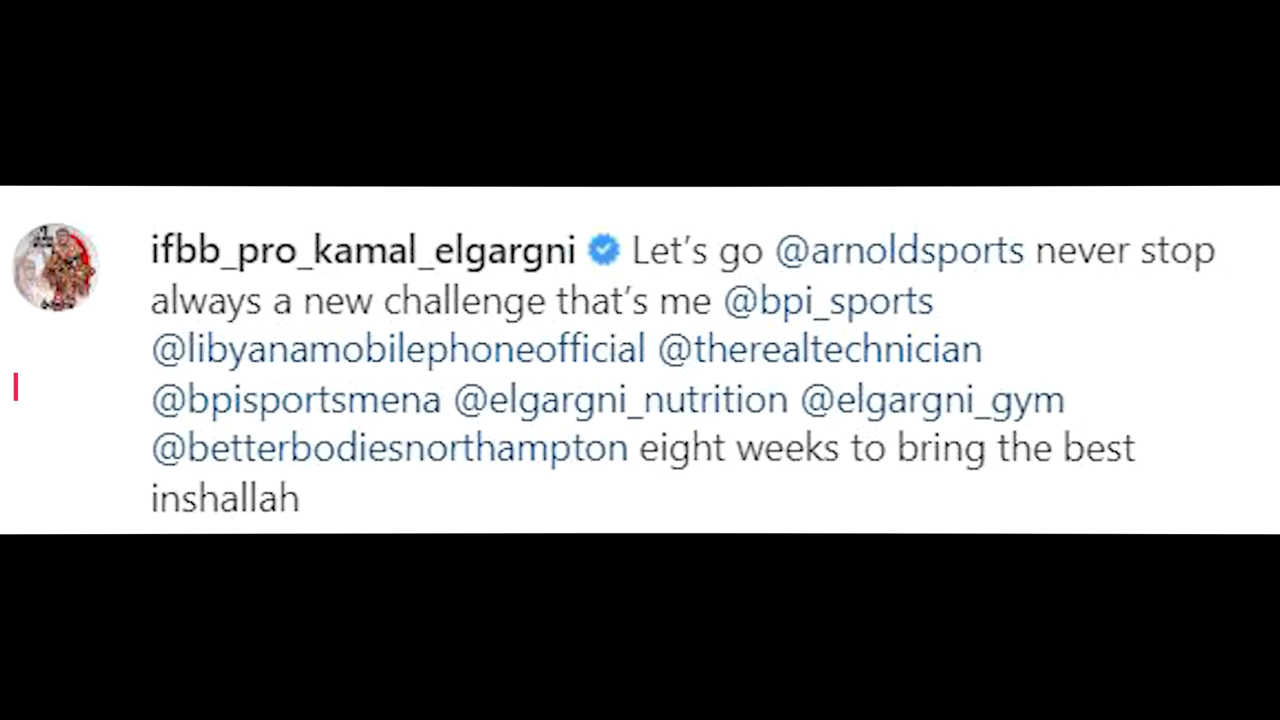 ifbb_pro_kamal_elgargni Let's go @arnoldsports never stop
always a new challenge that's me @bpi_sports
@libyanamobilephoneofficial @therealtechnician
@bpisportsmena @elgargni_nutrition @elgargni_gym
@betterbodiesnorthampton eight weeks to bring the best
inshallah